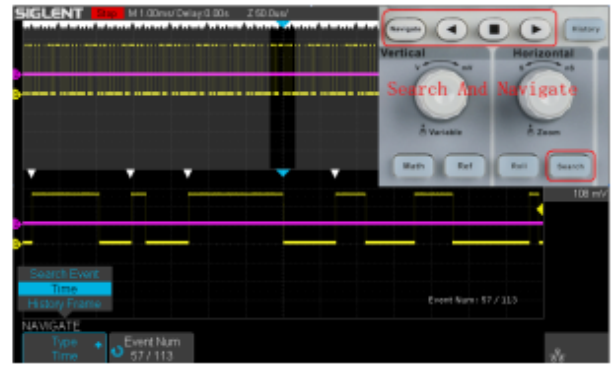 SIGLENT Stop M 1.00ms/ Delay:0.00s Z 50.0us/
Navigate
History
Vertical Horizontal
Search And Navigate
Variable Zoom
Math Ref Roll Search
108 mV
Search Event
Time
History Frame
Event Num: 57 / 113
NAVIGATE
Type Event Num
Time 57 / 113